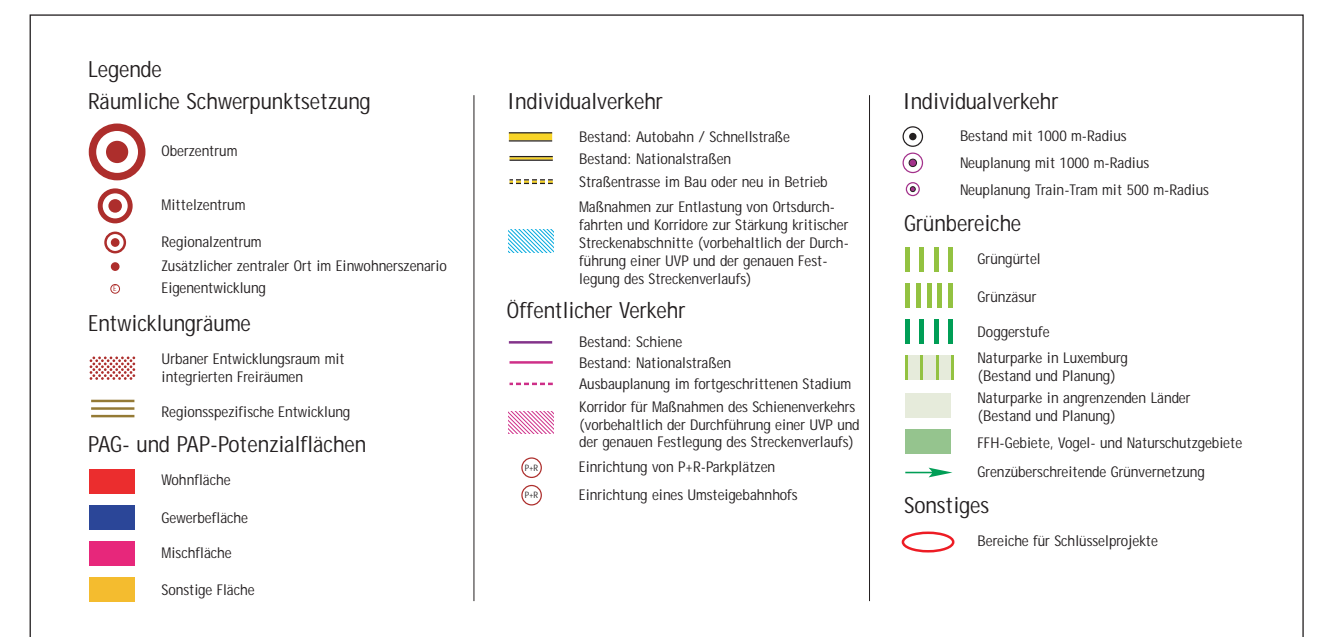 Legende
Räumliche Schwerpunktsetzung
Oberzentrum
Mittelzentrum
Regionalzentrum
Zusätzlicher zentraler Ort im Einwohnerszenario
E
Eigenentwicklung
Entwicklungräume
Urbaner Entwicklungsraum mit
integrierten Freiräumen
Regionsspezifische Entwicklung
PAG- und PAP-Potenzialflächen
Wohnfläche
Gewerbefläche
Mischfläche
Sonstige Fläche
Individualverkehr
Bestand: Autobahn / Schnellstraße
Bestand: Nationalstraßen
Straßentrasse im Bau oder neu in Betrieb
Maßnahmen zur Entlastung von Ortsdurch-
fahrten und Korridore zur Stärkung kritischer
Streckenabschnitte (vorbehaltlich der Durch-
führung einer UVP und der genauen Fest-
legung des Streckenverlaufs)
Öffentlicher Verkehr
Bestand: Schiene
Bestand: Nationalstraßen
Ausbauplanung im fortgeschrittenen Stadium
Korridor für Maßnahmen des Schienenverkehrs
(vorbehaltlich der Durchführung einer UVP und
der genauen Festlegung des Streckenverlaufs)
P+R Einrichtung von P+R-Parkplätzen
P+R Einrichtung eines Umsteigebahnhofs
Individualverkehr
Bestand mit 1000 m-Radius
Neuplanung mit 1000 m-Radius
Neuplanung Train-Tram mit 500 m-Radius
Grünbereiche
Grüngürtel
Grünzäsur
Doggerstufe
Naturparke in Luxemburg
(Bestand und Planung)
Naturparke in angrenzenden Länder
(Bestand und Planung)
FFH-Gebiete, Vogel- und Naturschutzgebiete
Grenzüberschreitende Grünvernetzung
Sonstiges
Bereiche für Schlüsselprojekte